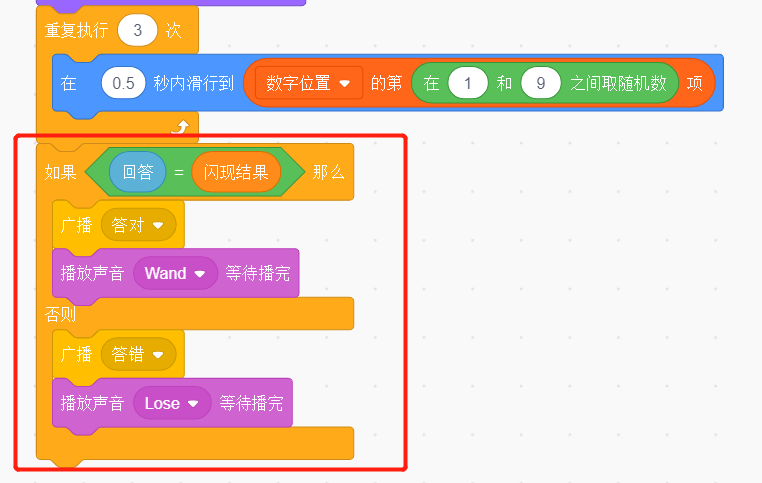 重复执行 3 次
在 0.5 秒内滑行到 数字位置 的第 在 1 和 9 之间取随机数 项
如果 回答 = 闪现结果 那么
广播 答对
播放声音 Wand 等待播完
否则
广播 答错
播放声音 Lose 等待播完